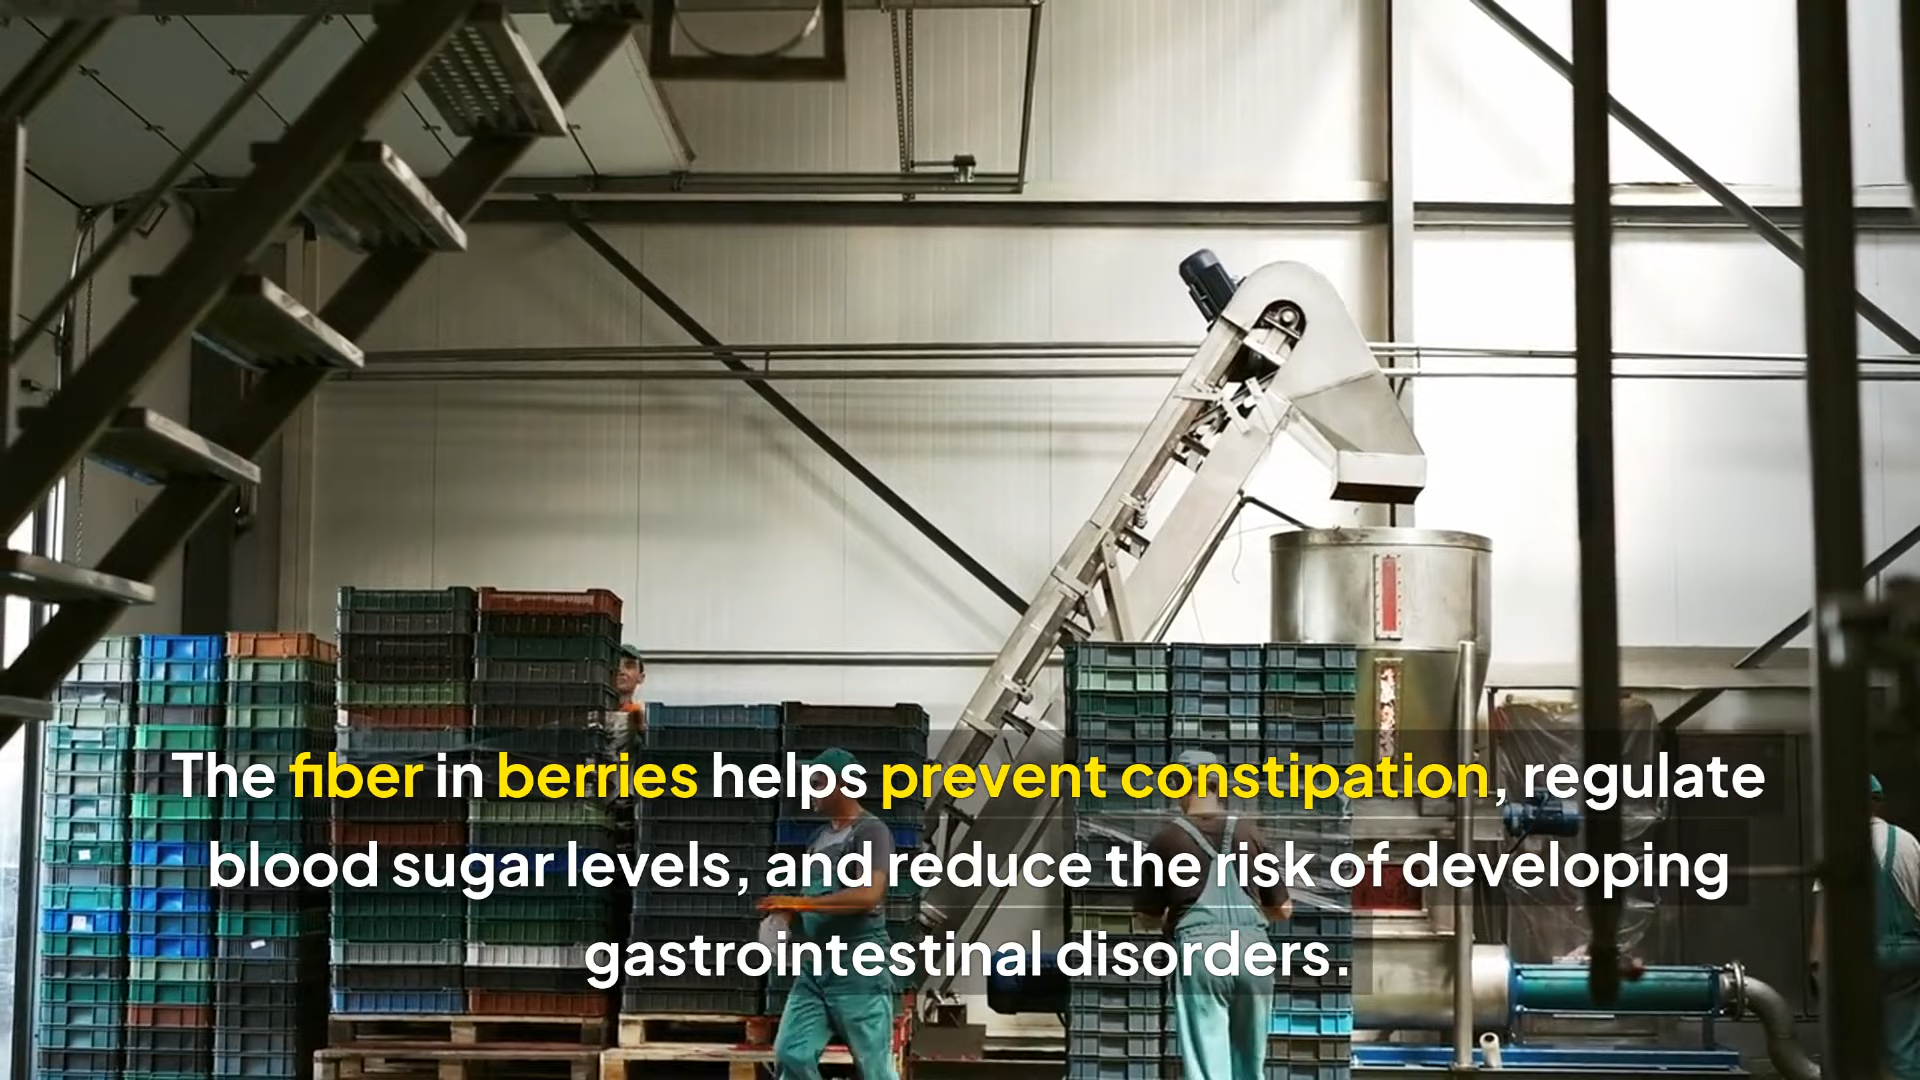 The fiber in berries helps prevent constipation, regulate
blood sugar levels, and reduce the risk of developing
gastrointestinal disorders.